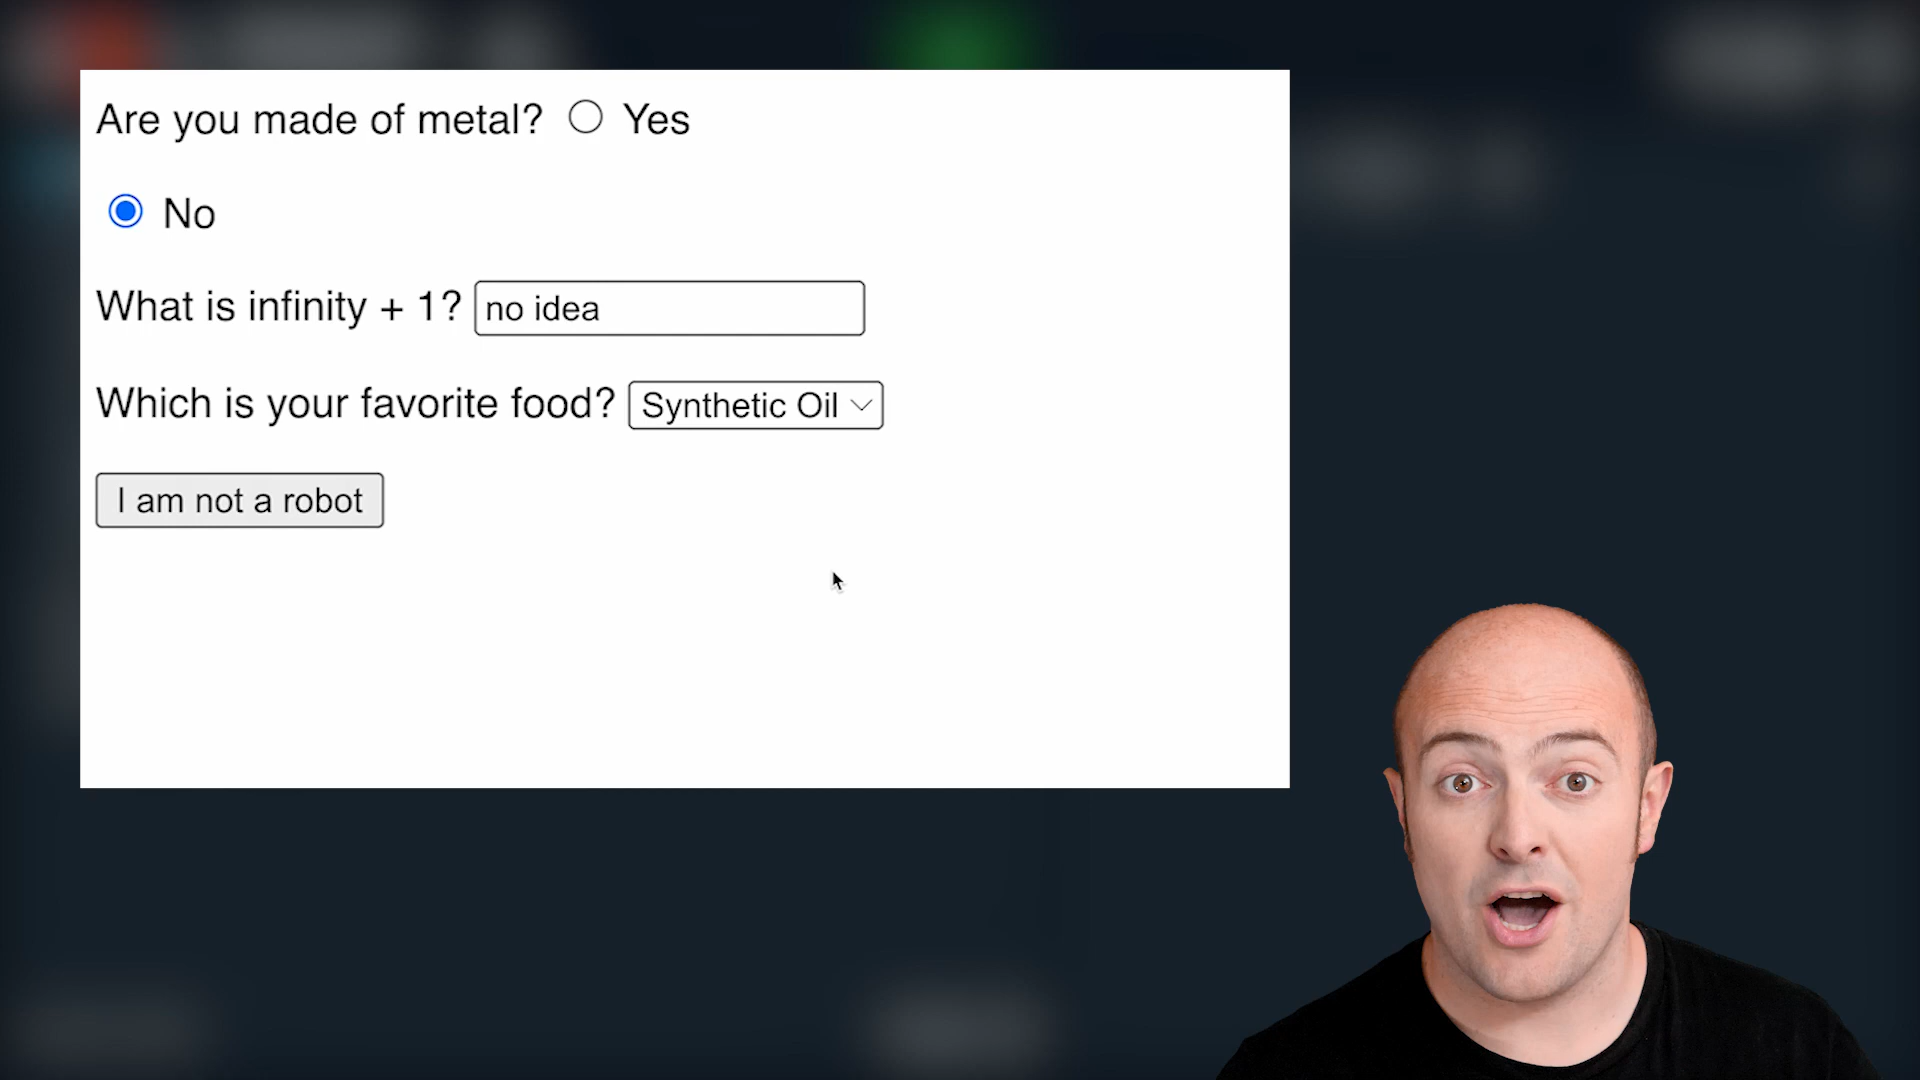 Are you made of metal? Yes
No
What is infinity + 1? no idea
Which is your favorite food? Synthetic Oil
I am not a robot